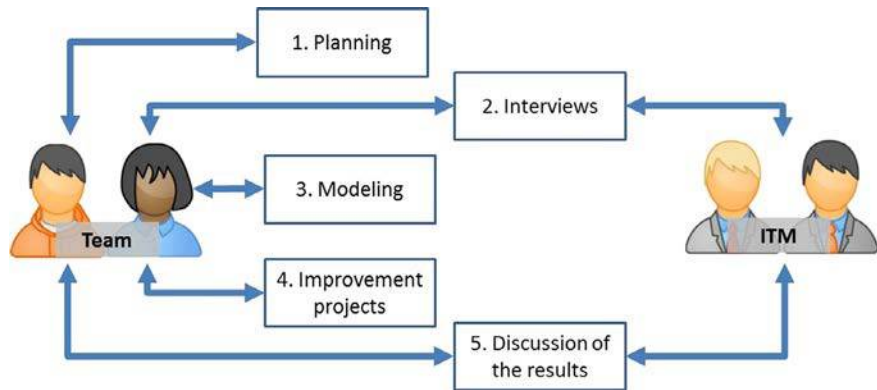 1. Planning
2. Interviews
3. Modeling
Team
ITM
4. Improvement
projects
5. Discussion of
the results